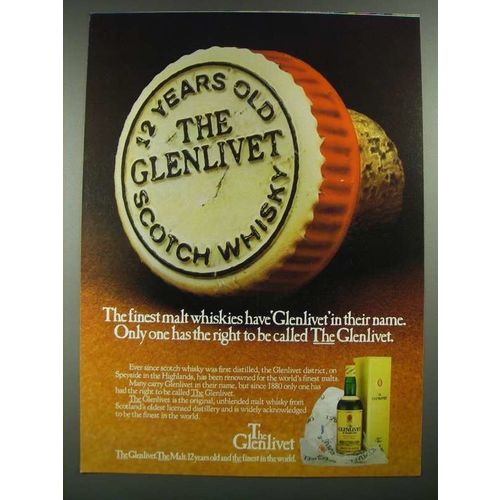 12 YEARS OLD
THE
GLENLIVET
SCOTCH WHISKY
The finest malt whiskies have 'Glenlivet' in their name.
Only one has the right to be called The Glenlivet.
Ever since scotch whisky was first distilled, the Glenlivet district, on
Speyside in the Highlands, has been renowned for the world's finest malts.
Many carry Glenlivet in their name, but since 1880 only one has
had the right to be called The Glenlivet.
The Glenlivet is the original, unblended malt whisky from
Scotland's oldest licensed distillery and is widely acknowledged
to be the finest in the world.
The
Glenlivet
The Glenlivet. The Malt. 12 years old and the finest in the world.
GLENLIVET